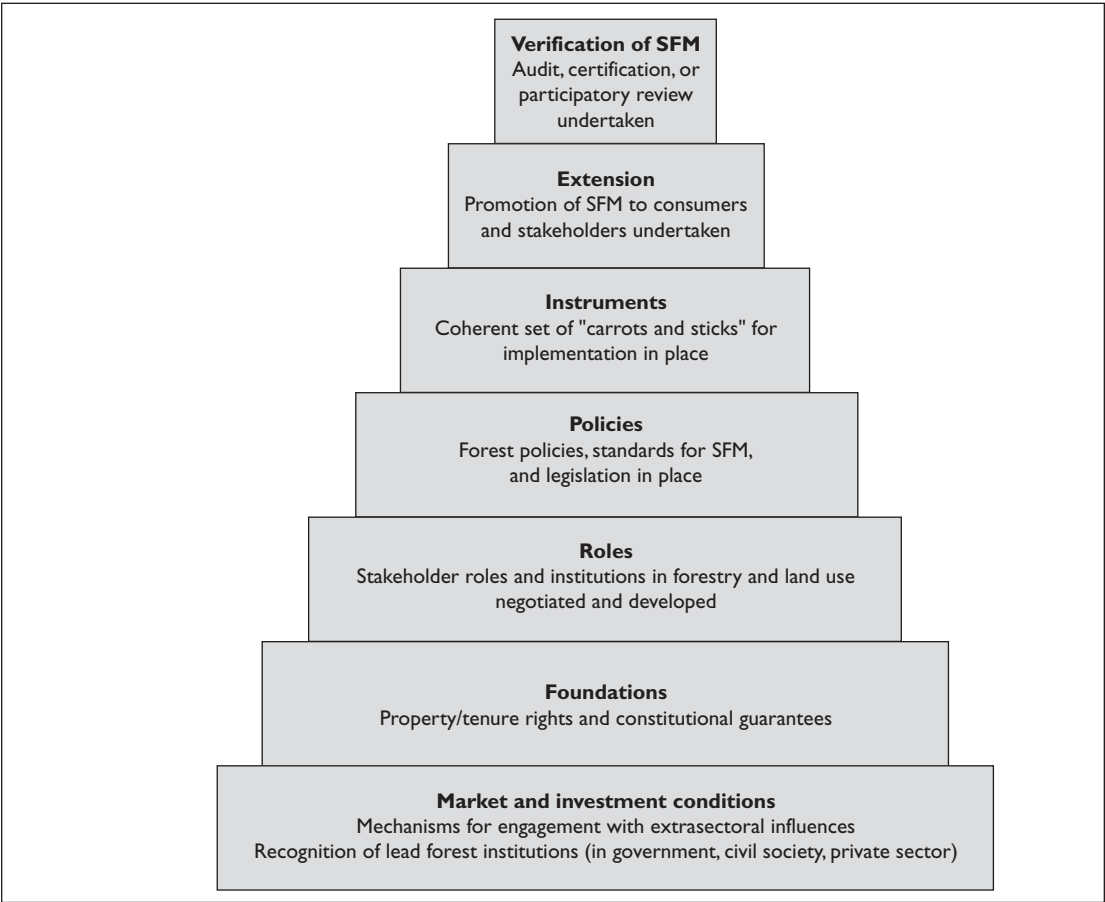 Verification of SFM
Audit, certification, or
participatory review
undertaken
Extension
Promotion of SFM to consumers
and stakeholders undertaken
Instruments
Coherent set of "carrots and sticks" for
implementation in place
Policies
Forest policies, standards for SFM,
and legislation in place
Roles
Stakeholder roles and institutions in forestry and land use
negotiated and developed
Foundations
Property/tenure rights and constitutional guarantees
Market and investment conditions
Mechanisms for engagement with extrasectoral influences
Recognition of lead forest institutions (in government, civil society, private sector)